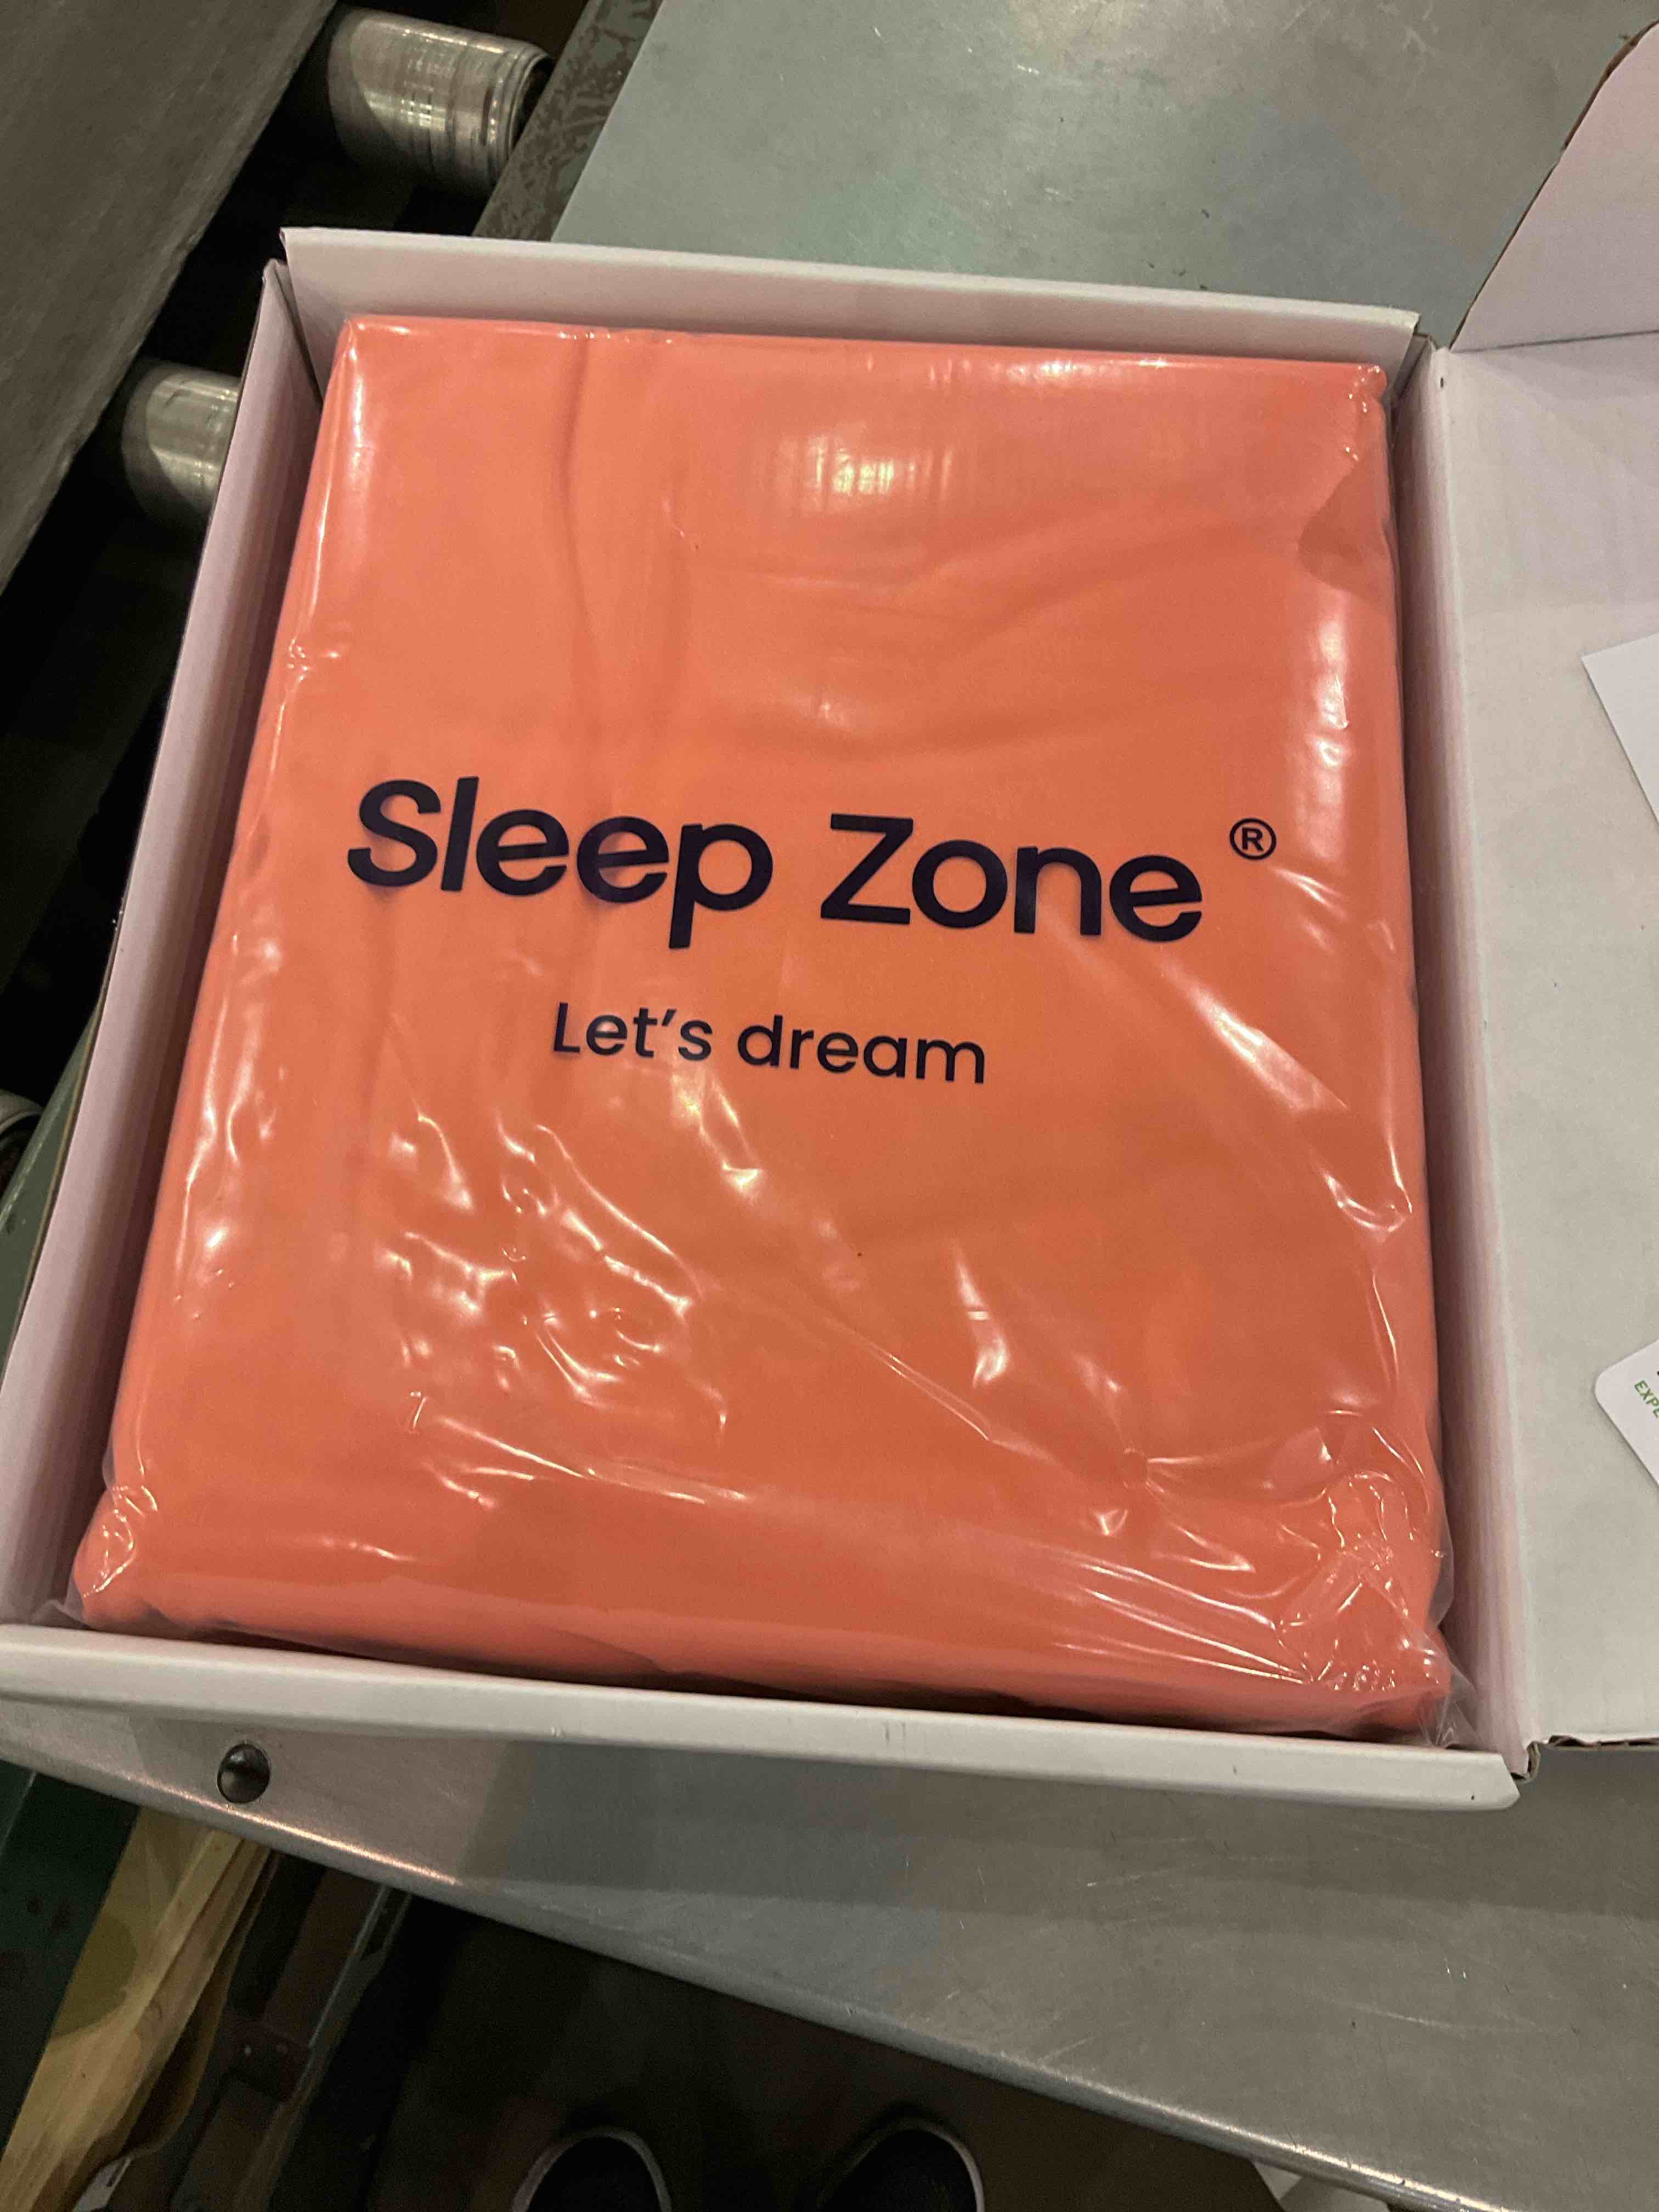 Sleep Zone ®
Let's dream